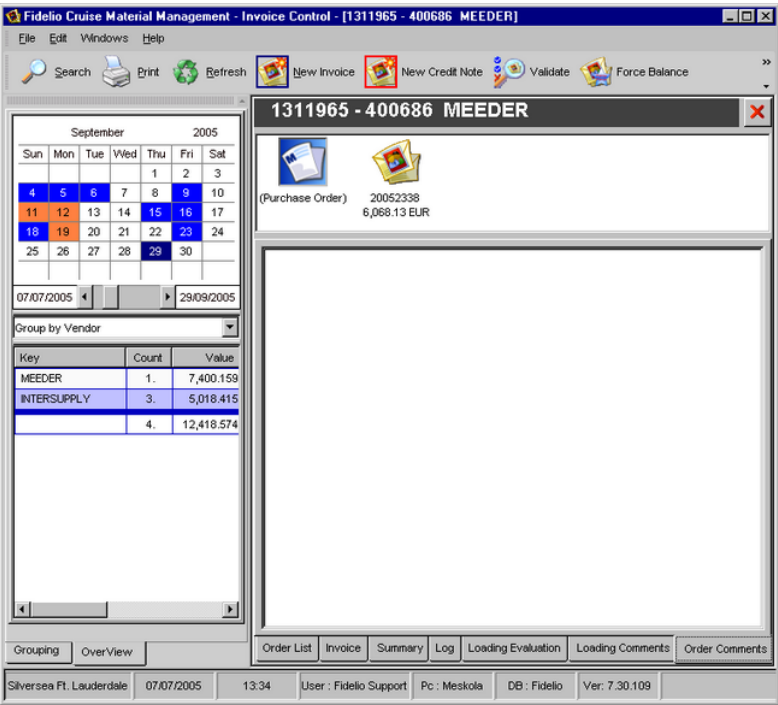 Fidelio Cruise Material Management - Invoice Control - [1311965 - 400686 MEEDER]
File Edit Windows Help
Search Print Refresh New Invoice New Credit Note Validate Force Balance »
1311965 - 400686 MEEDER
September 2005
Sun Mon Tue Wed Thu Fri Sat
1 2 3
4 5 6 7 8 9 10
11 12 13 14 15 16 17
18 19 20 21 22 23 24
25 26 27 28 29 30
07/07/2005 29/09/2005
Group by Vendor
Key Count Value
MEEDER 1. 7,400.159
INTERSUPPLY 3. 5,018.415
4. 12,418.574
Grouping OverView
(Purchase Order) 20052338
6,068.13 EUR
Order List Invoice Summary Log Loading Evaluation Loading Comments Order Comments
Silversea Ft. Lauderdale 07/07/2005 13:34 User : Fidelio Support Pc : Meskola DB : Fidelio Ver: 7.30.109